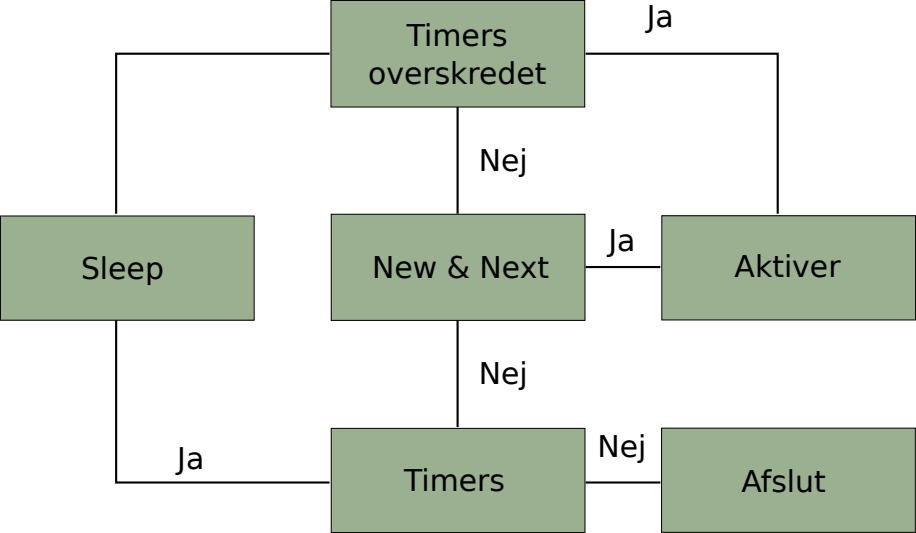 Ja
Timers
overskredet
Nej
Ja
Sleep
New & Next
Aktiver
Nej
Ja
Nej
Timers
Afslut